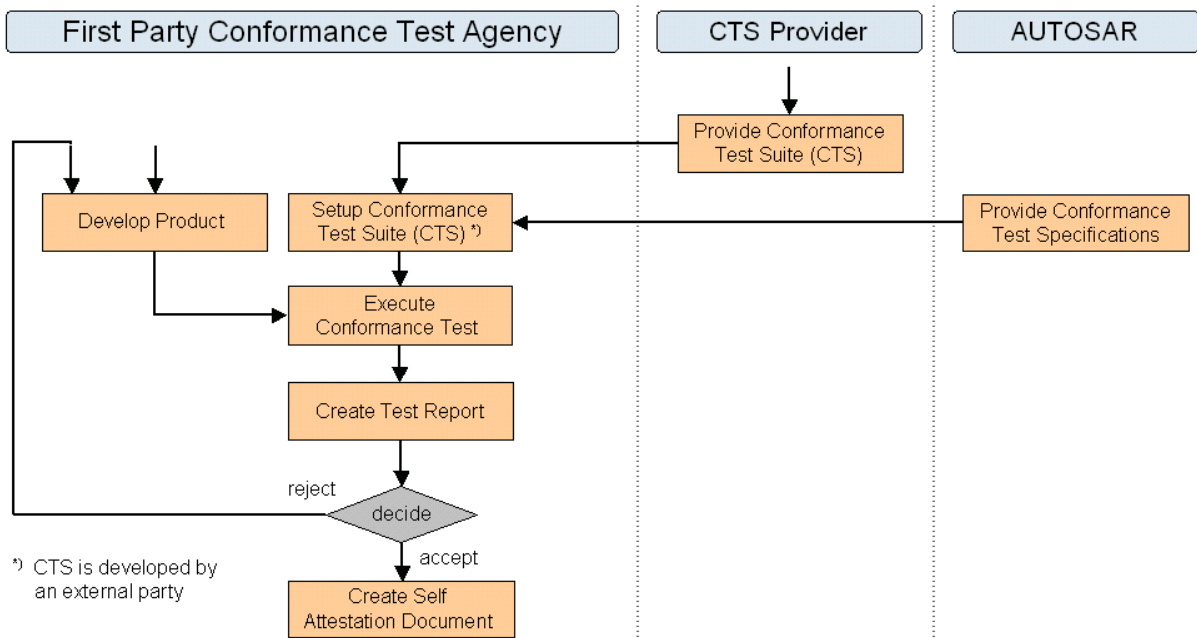 First Party Conformance Test Agency
CTS Provider
AUTOSAR
Provide Conformance
Test Suite (CTS)
Develop Product
Setup Conformance
Test Suite (CTS) *)
Provide Conformance
Test Specifications
Execute
Conformance Test
Create Test Report
reject
decide
accept
*) CTS is developed by
an external party
Create Self
Attestation Document